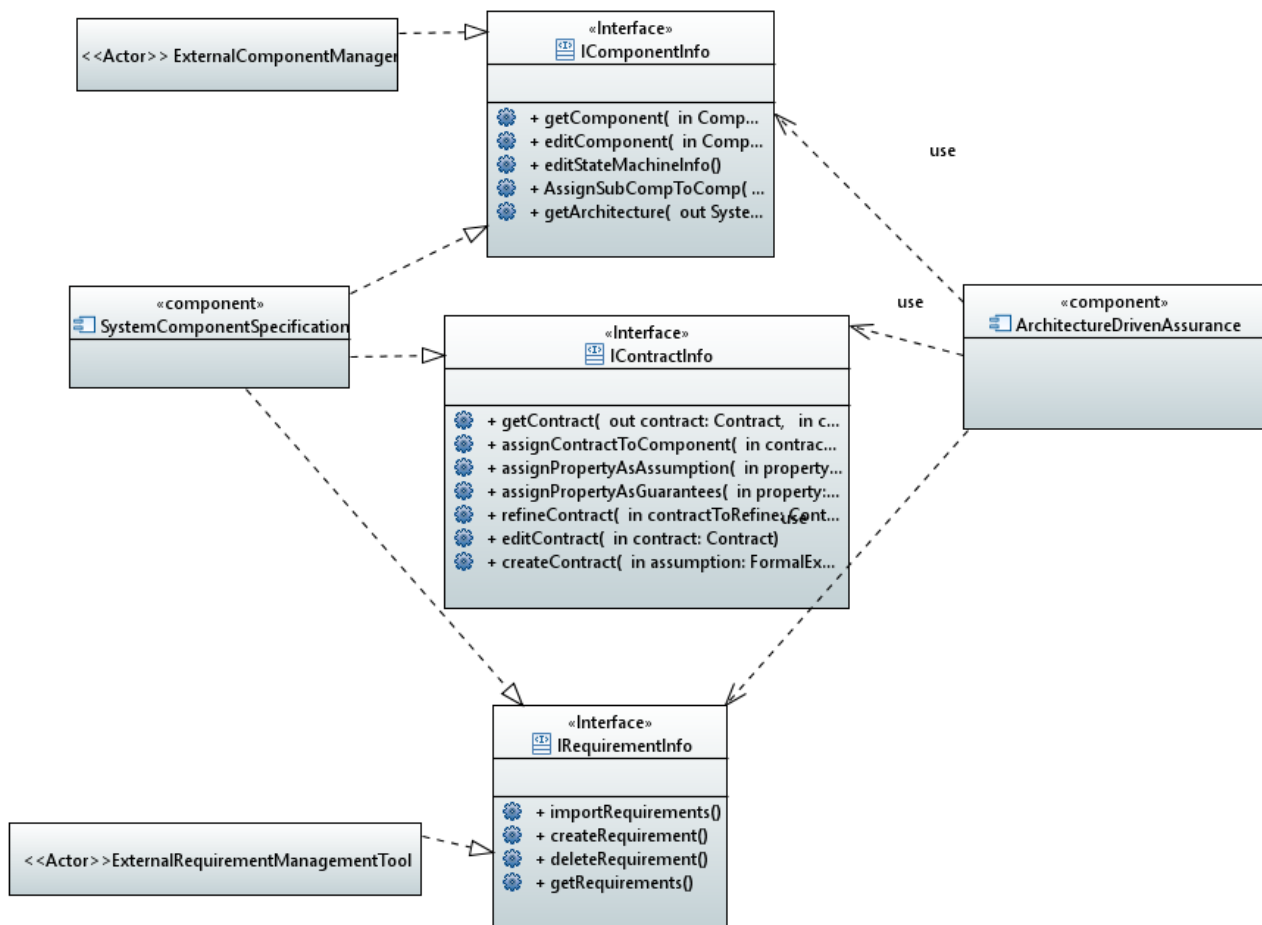 «Interface»
IComponentInfo
<<Actor>> ExternalComponentManager
+ getComponent( in Comp...
+ editComponent( in Comp...
+ editStateMachineInfo()
+ AssignSubCompToComp( ...
+ getArchitecture( out Syste...
use
«component»
SystemComponentSpecification
use
«component»
ArchitectureDrivenAssurance
«Interface»
IContractInfo
+ getContract( out contract: Contract, in c...
+ assignContractToComponent( in contrac...
+ assignPropertyAsAssumption( in property...
+ assignPropertyAsGuarantees( in property:...
+ refineContract( in contractToRefine: Cont...
use
+ editContract( in contract: Contract)
+ createContract( in assumption: FormalEx...
«Interface»
IRequirementInfo
+ importRequirements()
+ createRequirement()
+ deleteRequirement()
+ getRequirements()
<<Actor>>ExternalRequirementManagementTool